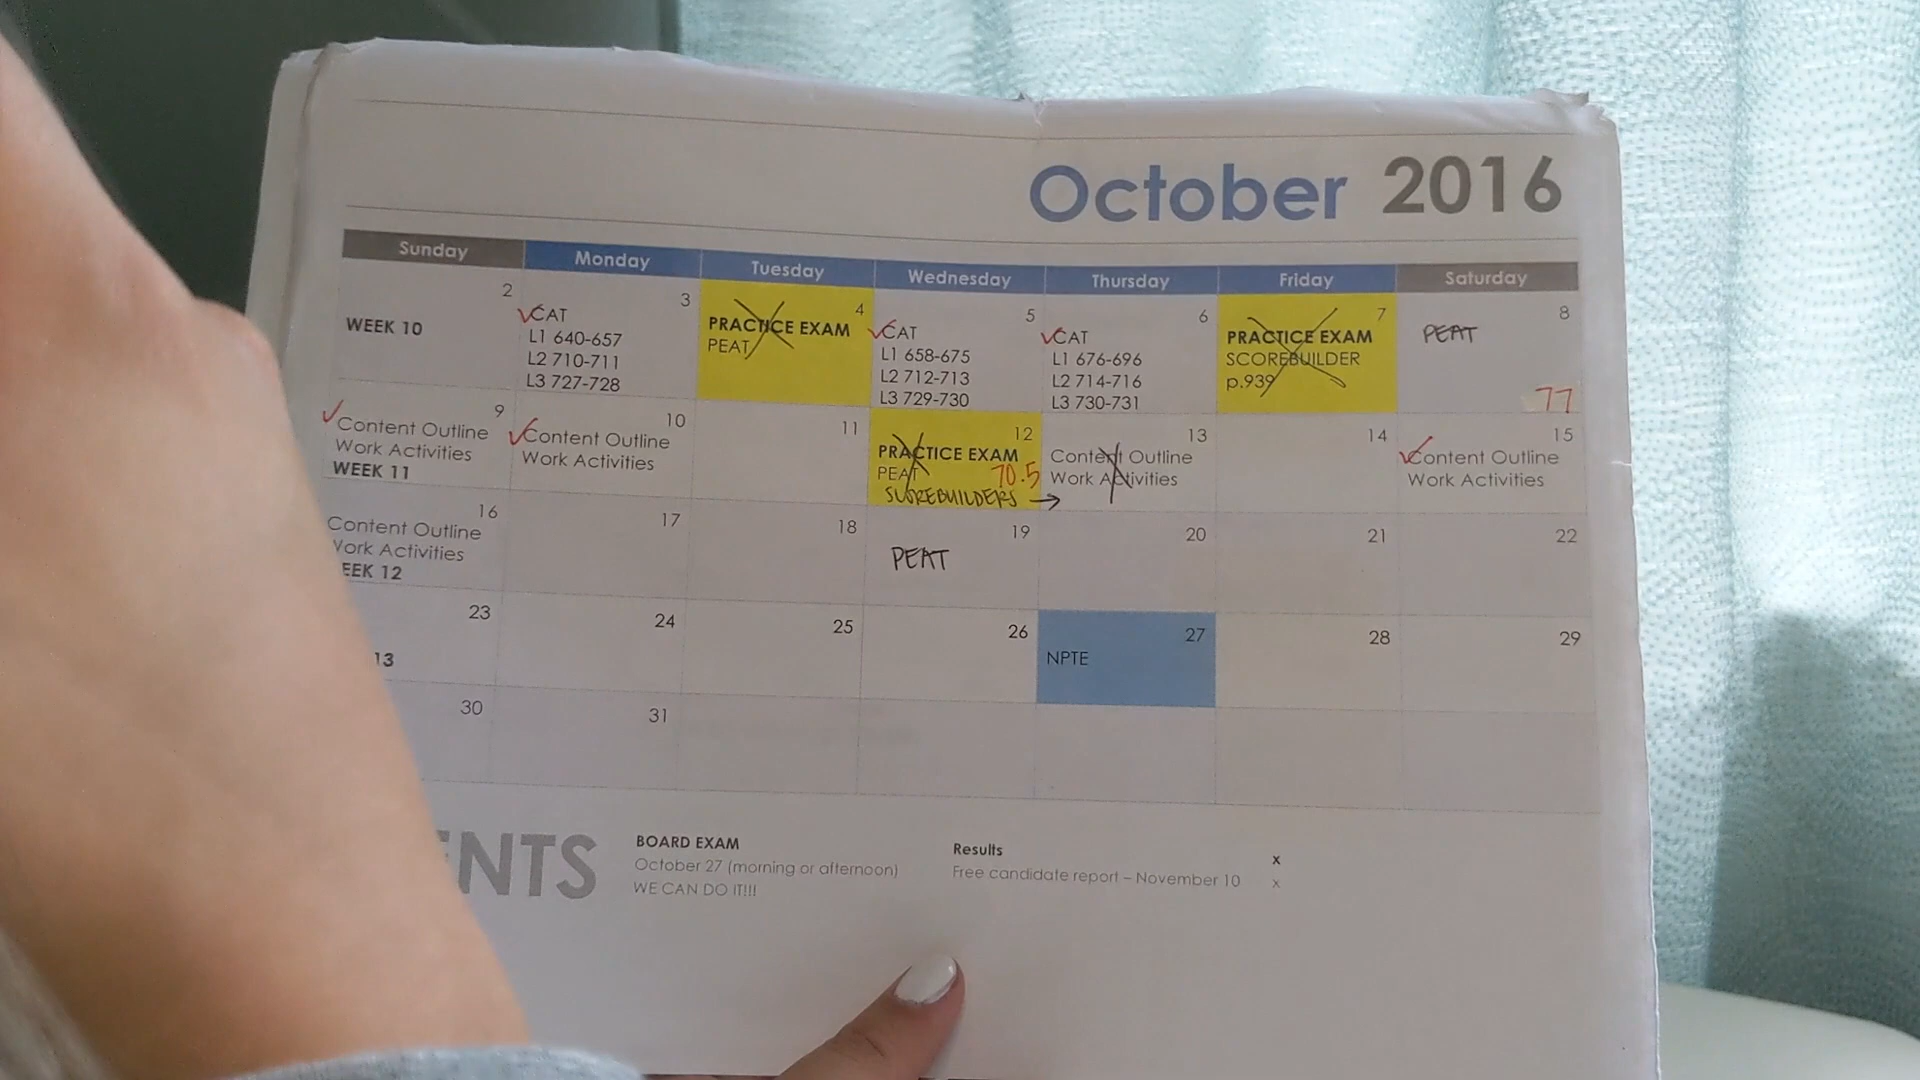 October 2016
Sunday Monday Tuesday Wednesday Thursday Friday Saturday
2
WEEK 10
3
CAT
L1 640-657
L2 710-711
L3 727-728
4
PRACTICE EXAM
PEAT
5
CAT
L1 658-675
L2 712-713
L3 729-730
6
CAT
L1 676-696
L2 714-716
L3 730-731
7
PRACTICE EXAM
SCOREBUILDER
p.939
8
PEAT
77
9
Content Outline
Work Activities
WEEK 11
10
Content Outline
Work Activities
11
12
PRACTICE EXAM
PEAT 70.5
SCOREBUILDERS →
13
Content Outline
Work Activities
14
15
Content Outline
Work Activities
16
Content Outline
Work Activities
EEK 12
17
18
19
PEAT
20
21
22
23
13
24
25
26
27
NPTE
28
29
30
31
ENTS
BOARD EXAM
October 27 (morning or afternoon)
WE CAN DO IT!!!
Results
Free candidate report – November 10
x
x